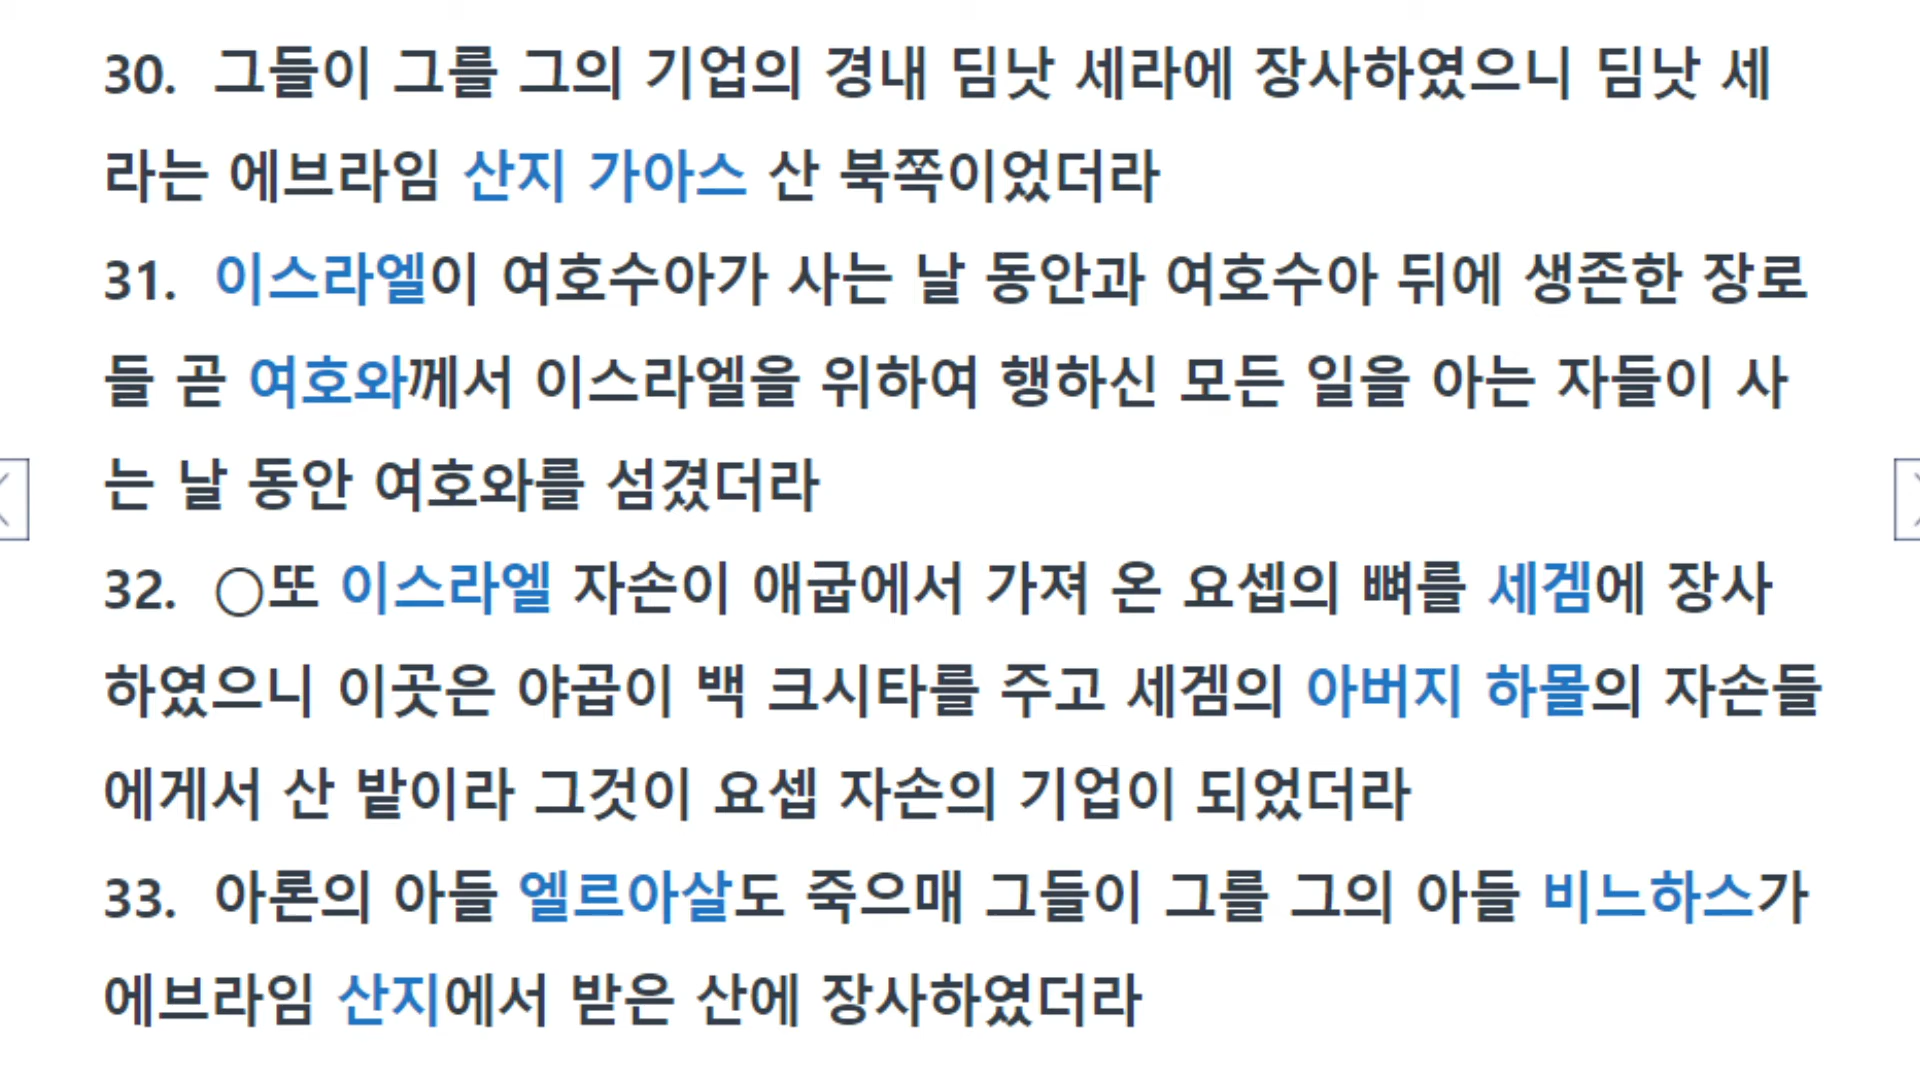 30. 그들이 그를 그의 기업의 경내 딤낫 세라에 장사하였으니 딤낫 세
라는 에브라임 산지 가아스 산 북쪽이었더라
31. 이스라엘이 여호수아가 사는 날 동안과 여호수아 뒤에 생존한 장로
들 곧 여호와께서 이스라엘을 위하여 행하신 모든 일을 아는 자들이 사
는 날 동안 여호와를 섬겼더라
32. ○또 이스라엘 자손이 애굽에서 가져 온 요셉의 뼈를 세겜에 장사
하였으니 이곳은 야곱이 백 크시타를 주고 세겜의 아버지 하몰의 자손들
에게서 산 밭이라 그것이 요셉 자손의 기업이 되었더라
33. 아론의 아들 엘르아살도 죽으매 그들이 그를 그의 아들 비느하스가
에브라임 산지에서 받은 산에 장사하였더라